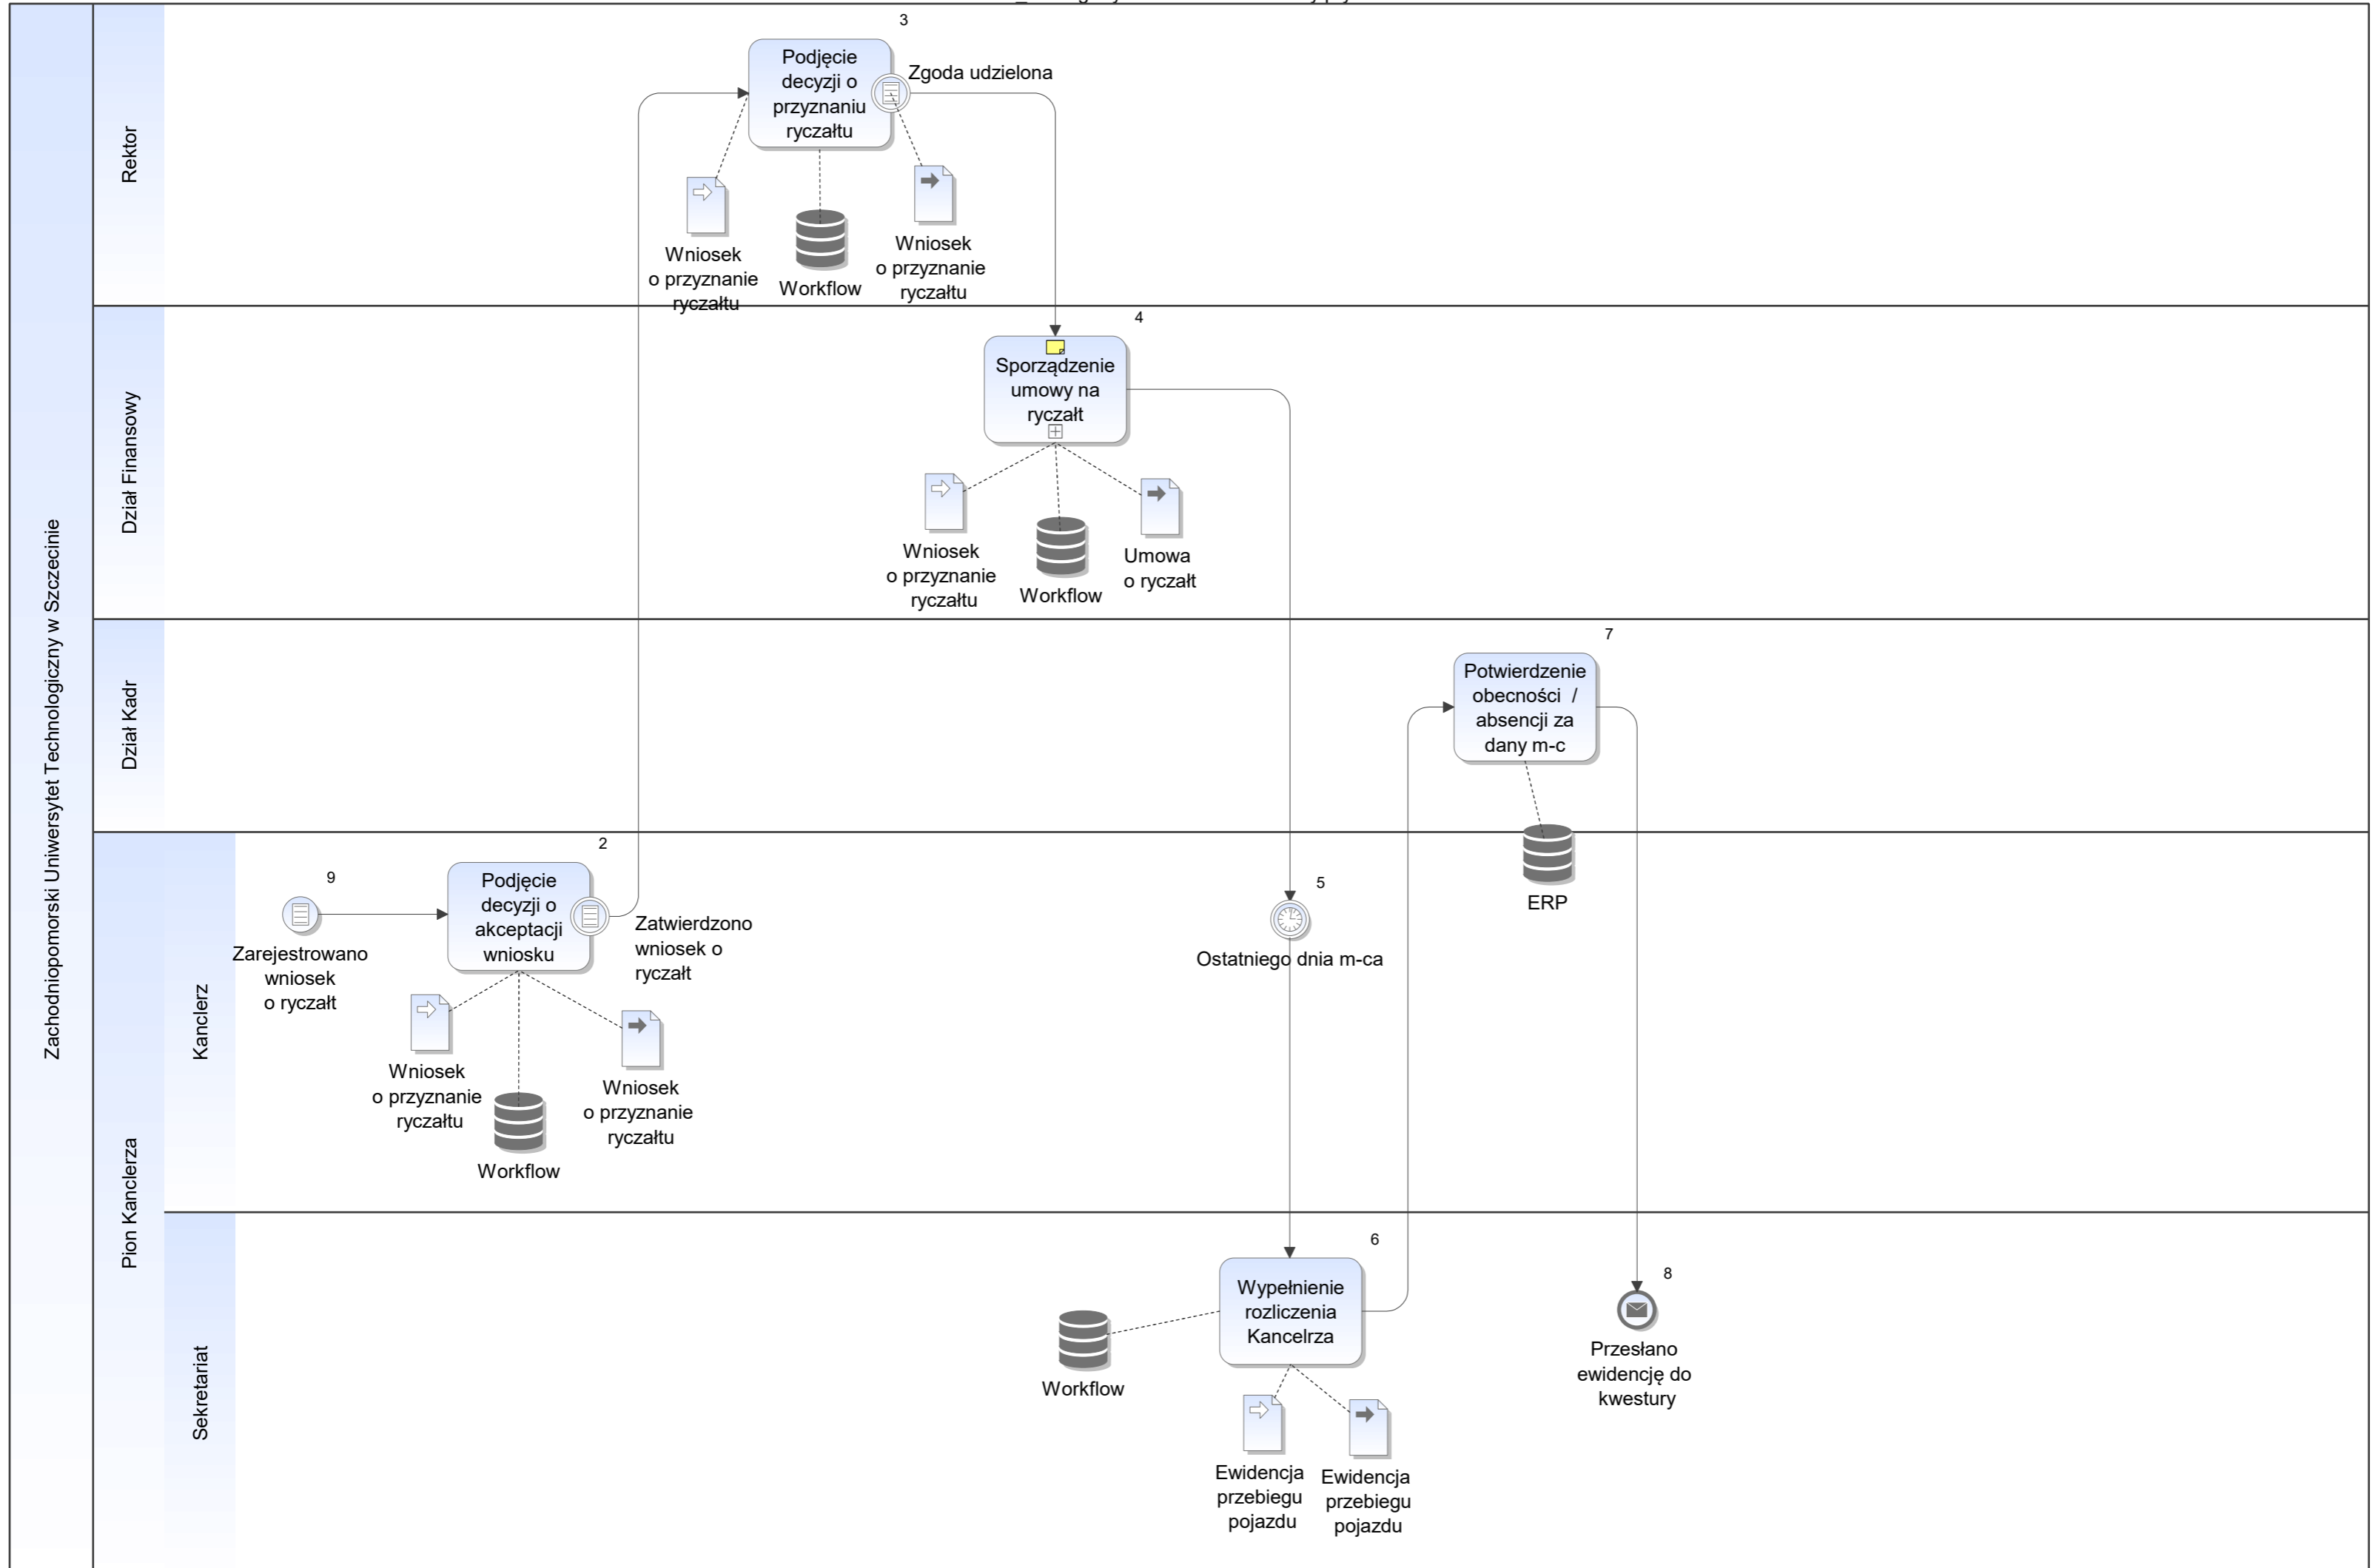 Zachodniopomorski Uniwersytet Technologiczny w Szczecinie
Rektor
3
Podjęcie
decyzji o
przyznaniu
ryczałtu
Zgoda udzielona
Wniosek
o przyznanie
ryczałtu
Workflow
Wniosek
o przyznanie
ryczałtu
Dział Finansowy
4
Sporządzenie
umowy na
ryczałt
Wniosek
o przyznanie
ryczałtu
Workflow
Umowa
o ryczałt
Dział Kadr
7
Potwierdzenie
obecności /
absencji za
dany m-c
ERP
Pion Kanclerza
Kanclerz
9
Zarejestrowano
wniosek
o ryczałt
2
Podjęcie
decyzji o
akceptacji
wniosku
Zatwierdzono
wniosek o
ryczałt
Wniosek
o przyznanie
ryczałtu
Workflow
Wniosek
o przyznanie
ryczałtu
5
Ostatniego dnia m-ca
Sekretariat
6
Wypełnienie
rozliczenia
Kancelrza
Workflow
Ewidencja
przebiegu
pojazdu
Ewidencja
przebiegu
pojazdu
8
Przesłano
ewidencję do
kwestury